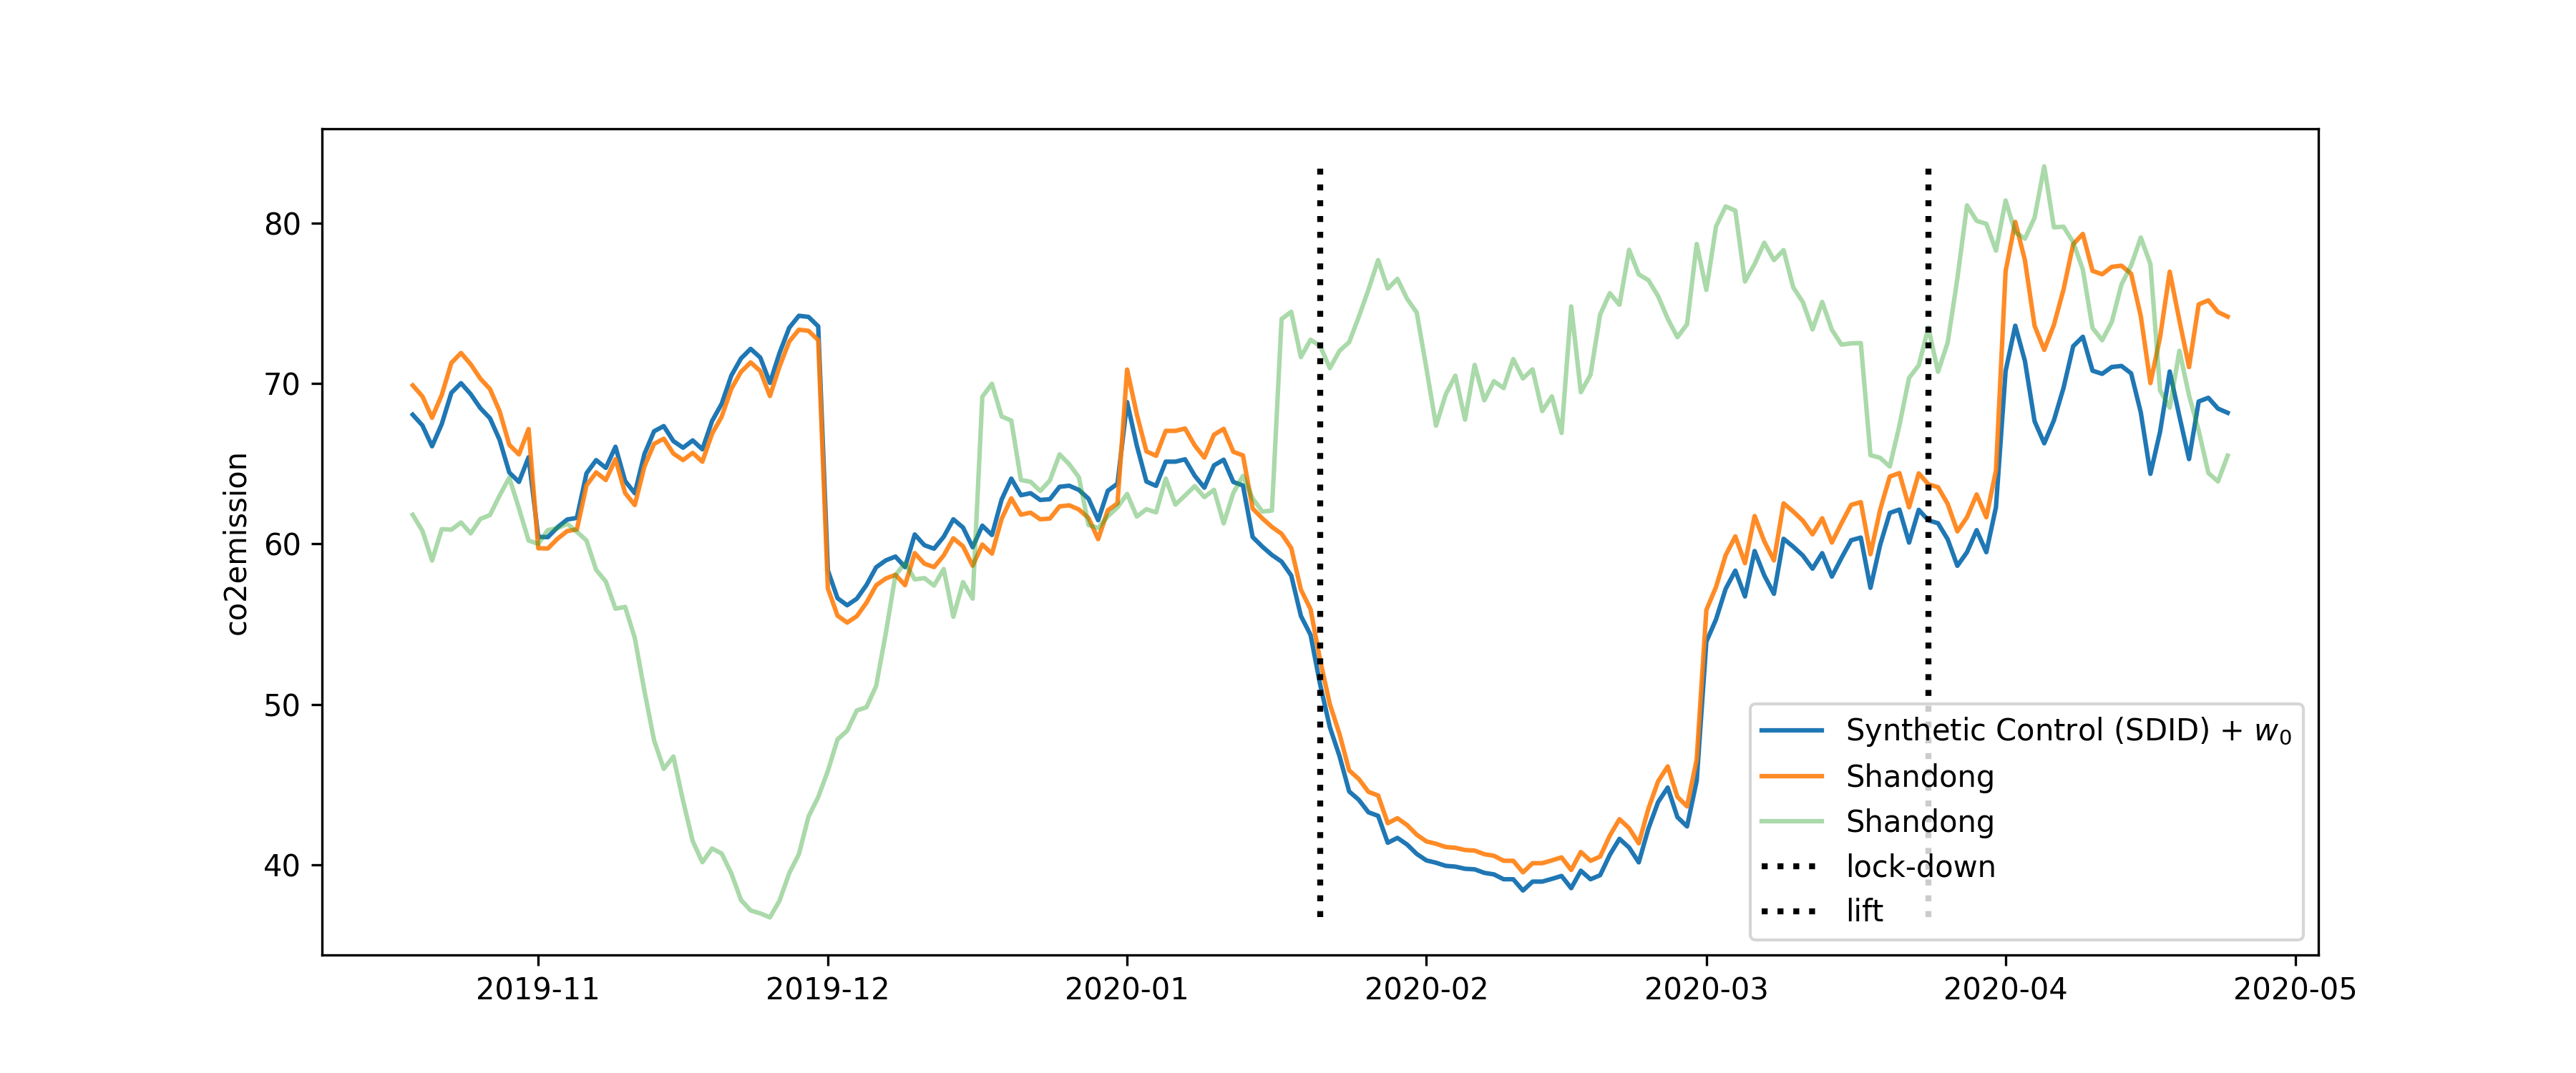 co2emission
80
70
60
50
40
2019-11
2019-12
2020-01
2020-02
2020-03
2020-04
2020-05
Synthetic Control (SDID) + w₀
Shandong
Shandong
lock-down
lift